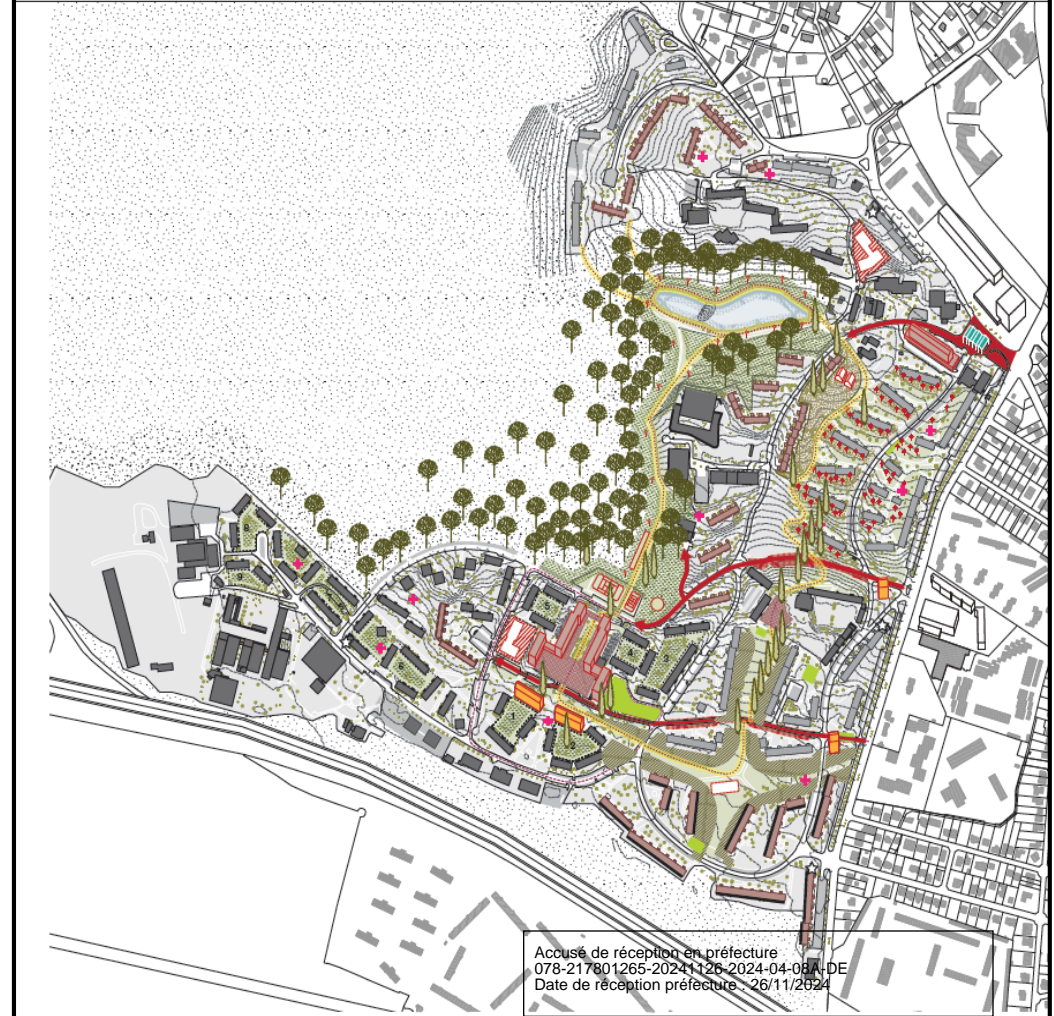 Accusé de réception en préfecture
078-217801265-20241126-2024-04-08A-DE
Date de réception préfecture : 26/11/2024